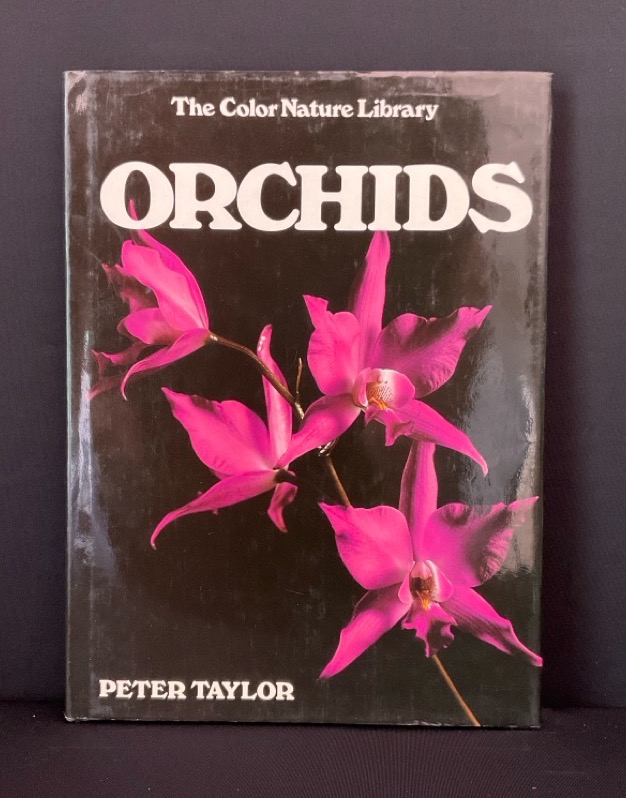 The Color Nature Library
ORCHIDS
PETER TAYLOR